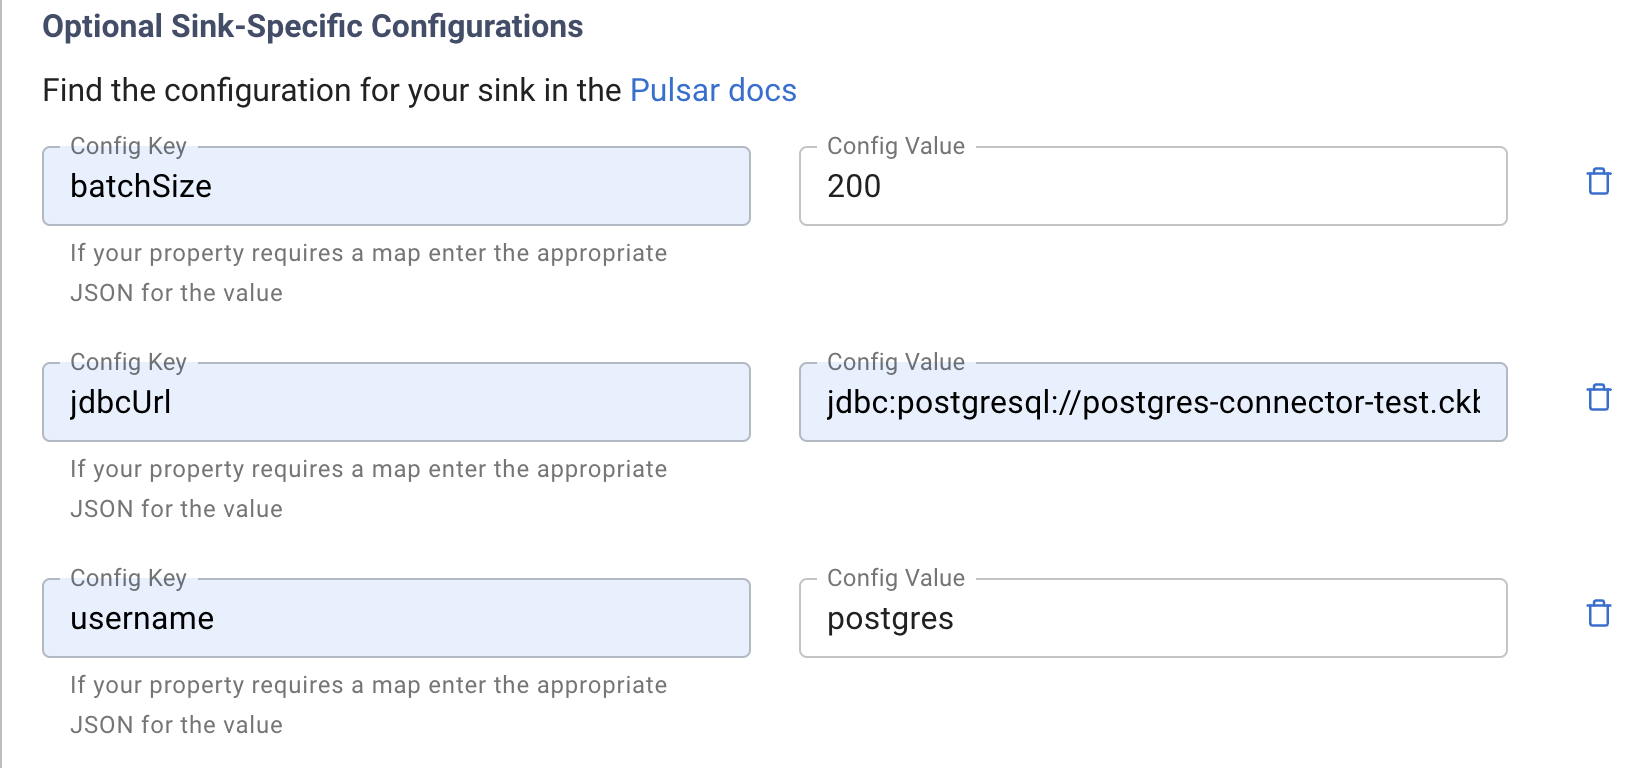 Optional Sink-Specific Configurations
Find the configuration for your sink in the Pulsar docs
Config Key
batchSize
Config Value
200
If your property requires a map enter the appropriate
JSON for the value
Config Key
jdbcUrl
Config Value
jdbc:postgresql://postgres-connector-test.ck
If your property requires a map enter the appropriate
JSON for the value
Config Key
username
Config Value
postgres
If your property requires a map enter the appropriate
JSON for the value